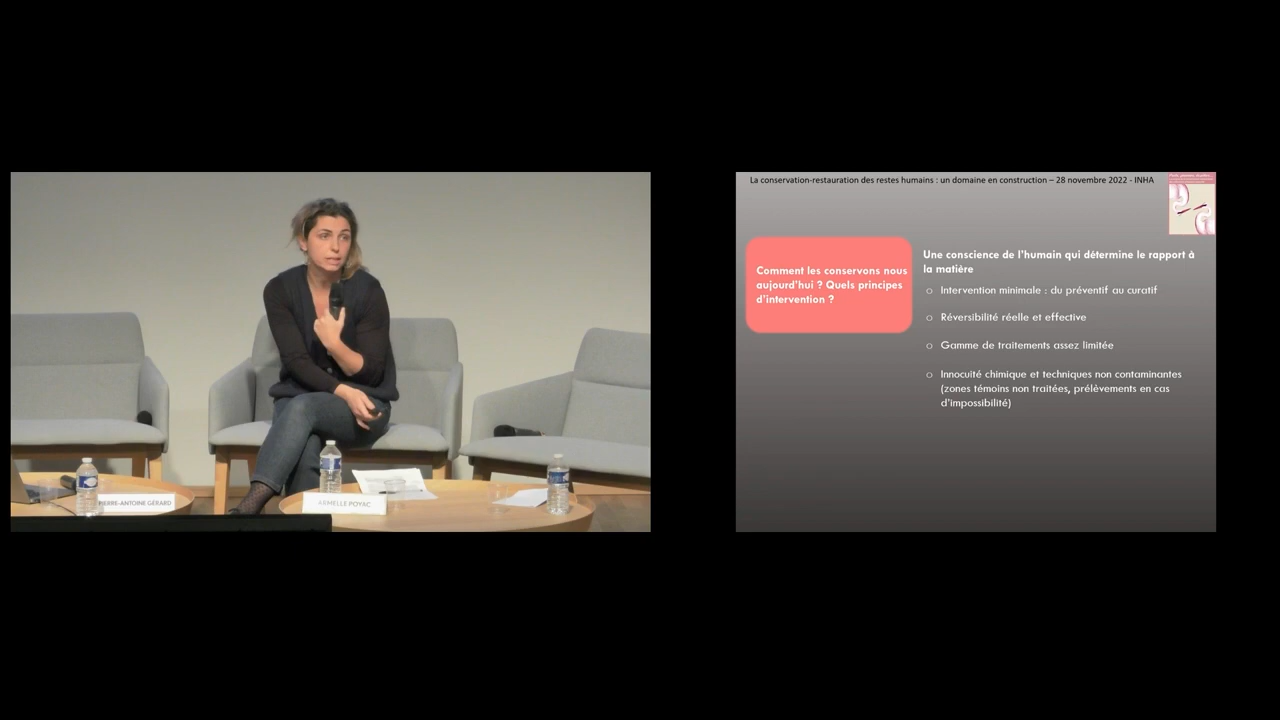 PIERRE-ANTOINE GÉRARD
ARMELLE POYAC
La conservation-restauration des restes humains : un domaine en construction – 28 novembre 2022 - INHA
Comment les conservons nous
aujourd'hui ? Quels principes
d'intervention ?
Une conscience de l'humain qui détermine le rapport à
la matière
o Intervention minimale : du préventif au curatif
o Réversibilité réelle et effective
o Gamme de traitements assez limitée
o Innocuité chimique et techniques non contaminantes
(zones témoins non traitées, prélèvements en cas
d'impossibilité)